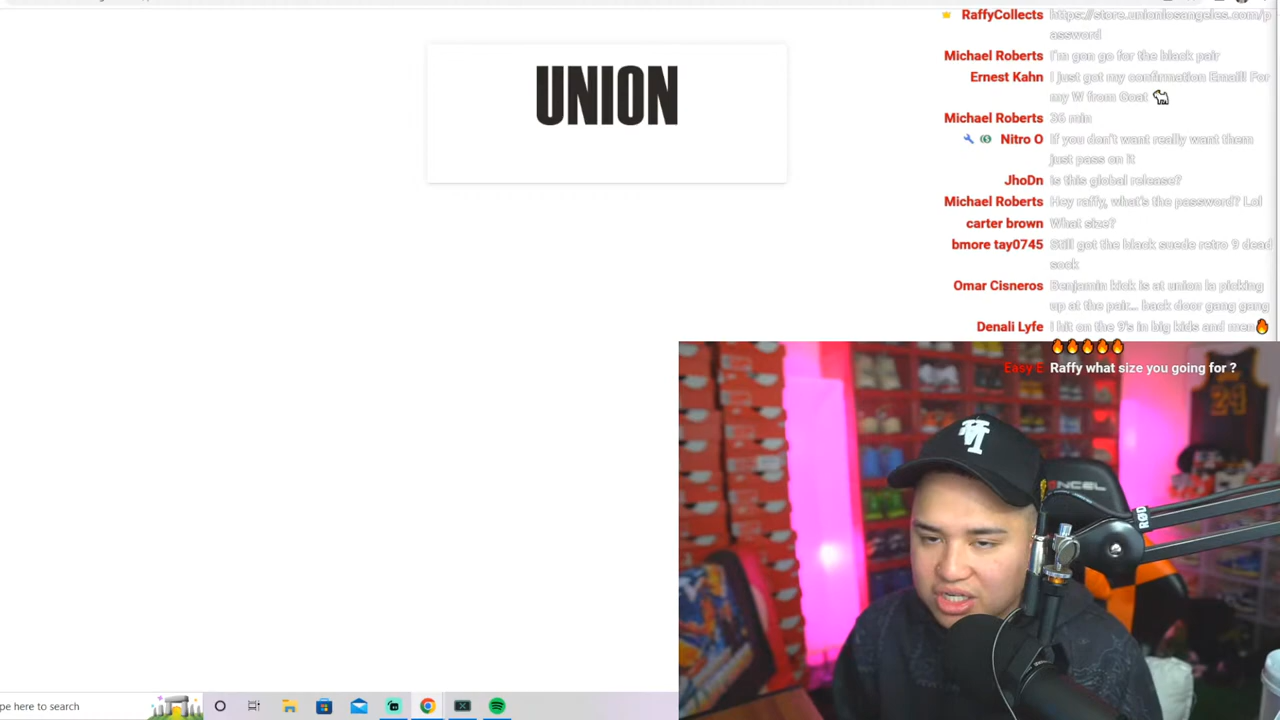 UNION
RaffyCollects https://store.unionlosangeles.com/p
assword
Michael Roberts I'm gon go for the black pair
Ernest Kahn I just got my confirmation Email! For
my W from Goat 🐐
Michael Roberts 36 min
Nitro O If you don't want really want them
just pass on it
JhoDn Is this global release?
Michael Roberts Hey raffy, what's the password? Lol
carter brown What size?
bmore tay0745 Still got the black suede retro 9 dead
sock
Omar Cisneros Benjamin kick is at union la picking
up at the pair... back door gang gang
Denali Lyfe I hit on the 9's in big kids and men🔥
🔥🔥🔥🔥🔥
Easy E Raffy what size you going for ?
24
RØD
pe here to search